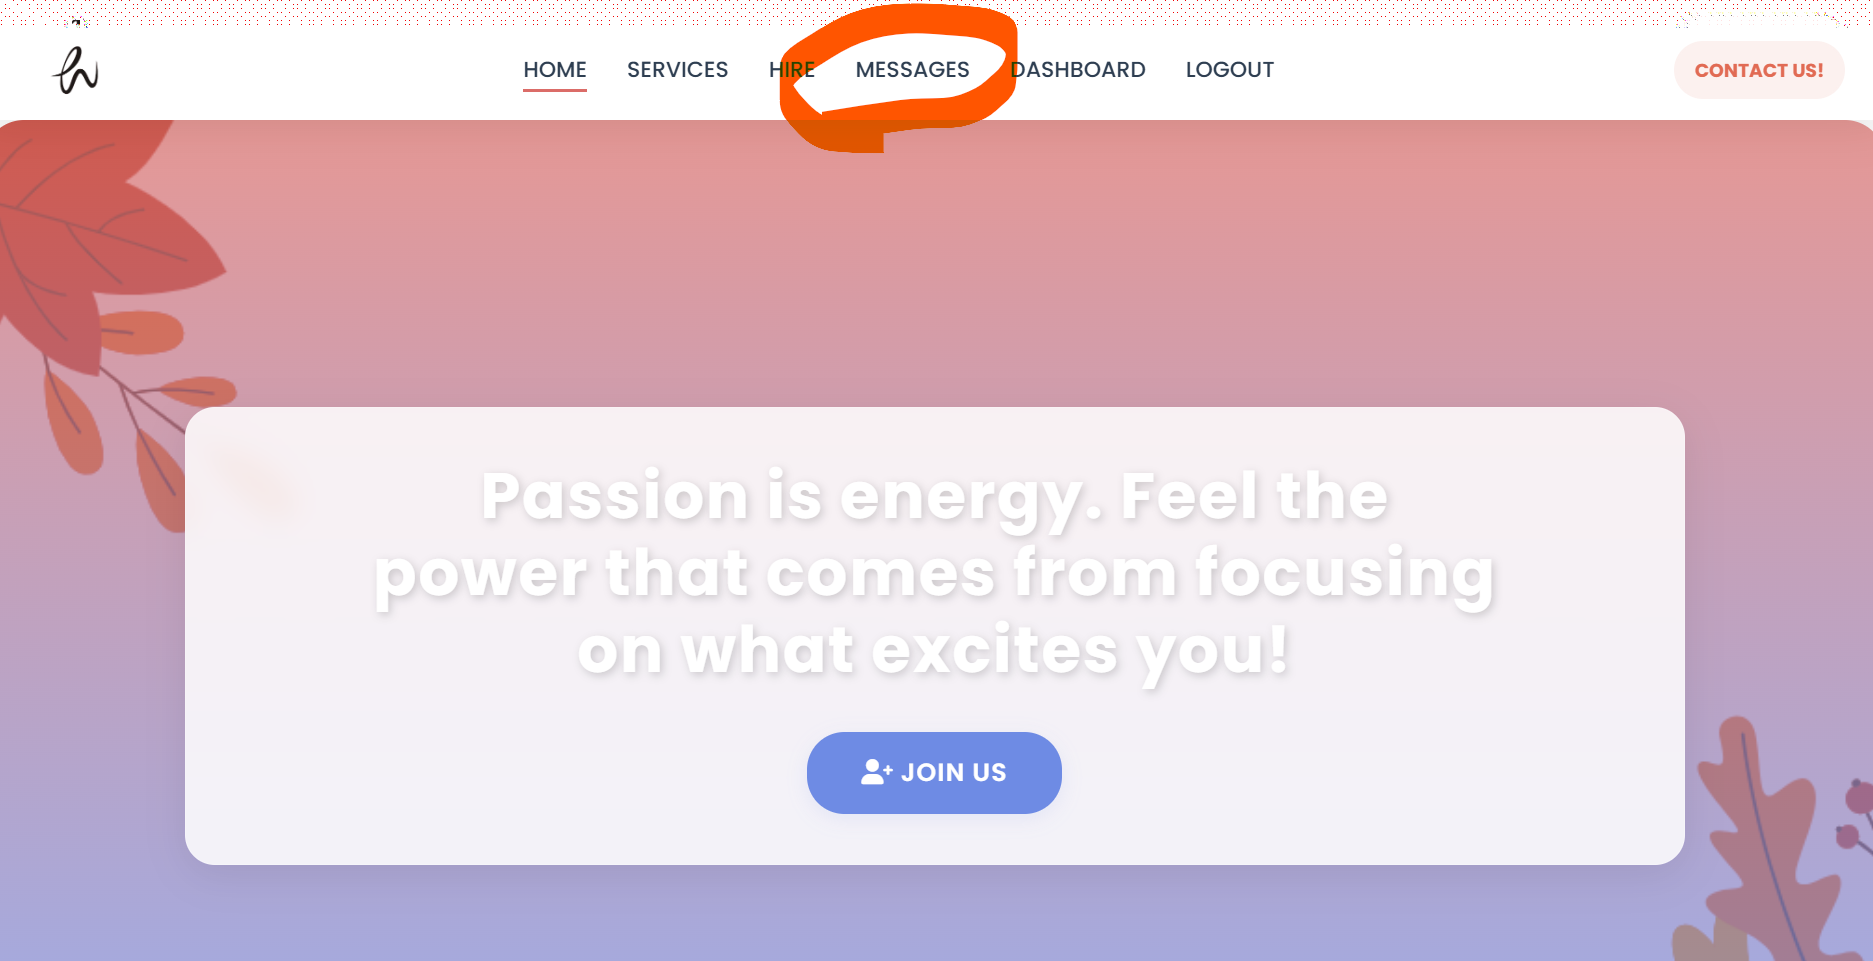 HOME SERVICES HIRE MESSAGES DASHBOARD LOGOUT CONTACT US!
Passion is energy. Feel the
power that comes from focusing
on what excites you!
JOIN US